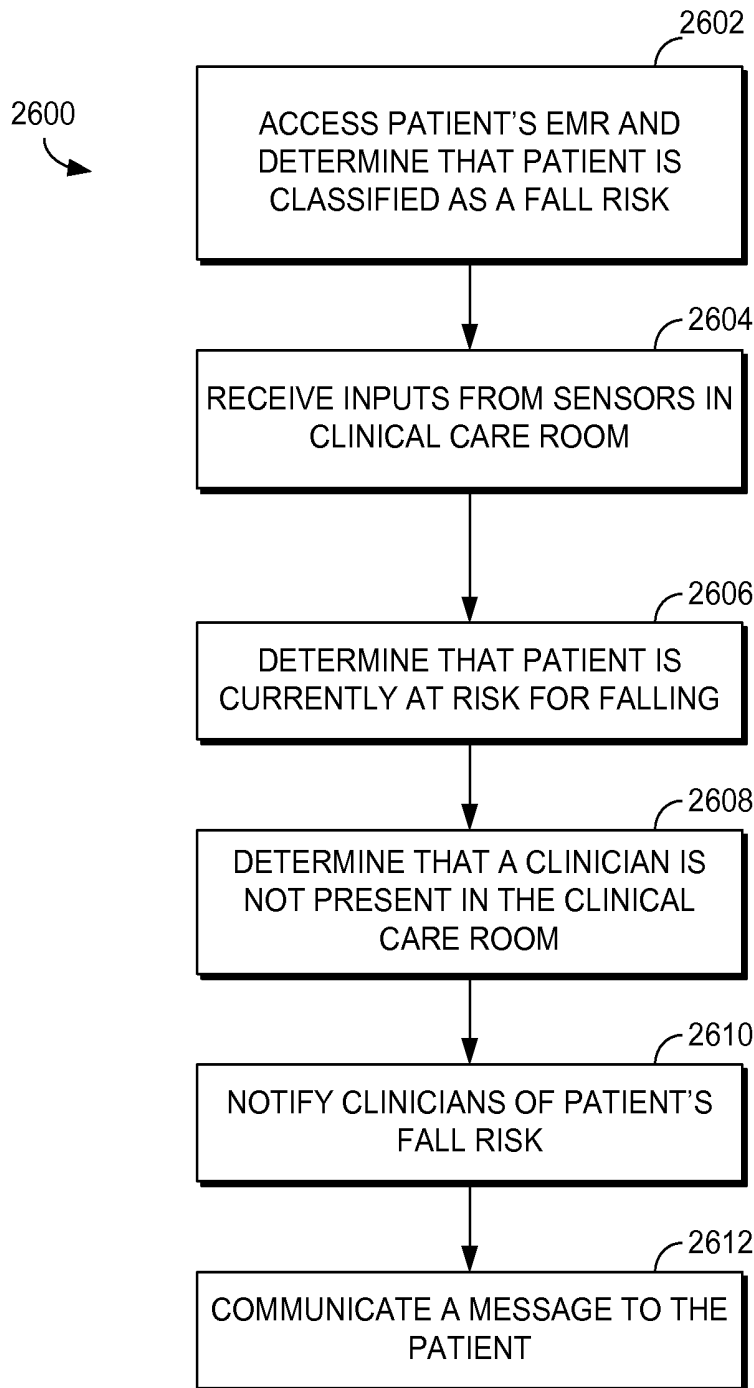 2602
2600
ACCESS PATIENT'S EMR AND
DETERMINE THAT PATIENT IS
CLASSIFIED AS A FALL RISK
2604
RECEIVE INPUTS FROM SENSORS IN
CLINICAL CARE ROOM
2606
DETERMINE THAT PATIENT IS
CURRENTLY AT RISK FOR FALLING
2608
DETERMINE THAT A CLINICIAN IS
NOT PRESENT IN THE CLINICAL
CARE ROOM
2610
NOTIFY CLINICIANS OF PATIENT'S
FALL RISK
2612
COMMUNICATE A MESSAGE TO THE
PATIENT